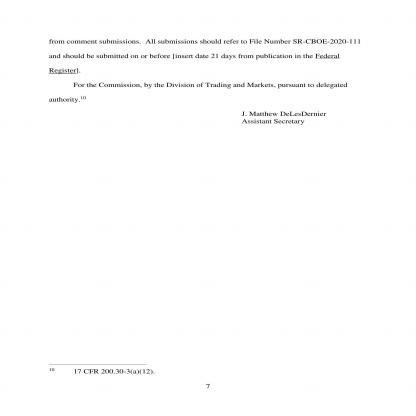 from comment submissions.  All submissions should refer to File Number SR-CBOE-2020-111
and should be submitted on or before [insert date 21 days from publication in the Federal
Register].
For the Commission, by the Division of Trading and Markets, pursuant to delegated
authority.10
J. Matthew DeLesDernier
Assistant Secretary
10 17 CFR 200.30-3(a)(12).
7